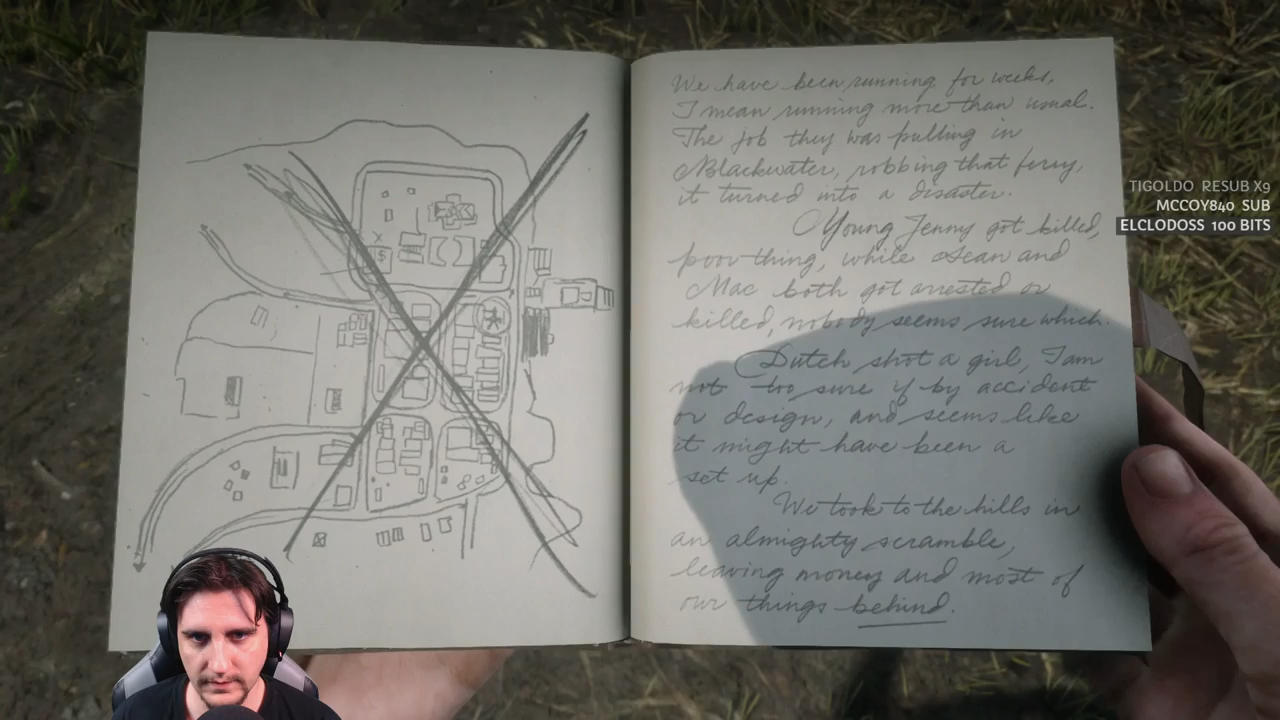 We have been running for weeks,
I mean running more than usual.
The job they was pulling in
Blackwater, robbing that ferry,
it turned into a disaster.
Young Jenny got killed,
poor thing, while Sean and
Mac both got arrested or
killed, nobody seems sure which.
Dutch shot a girl, I am
not too sure if by accident
or design, and seems like
it might have been a
set up.
We took to the hills in
an almighty scramble,
leaving money and most of
our things behind.
TIGOLDO RESUB X9
MCCOY840 SUB
ELCLODOSS 100 BITS
$